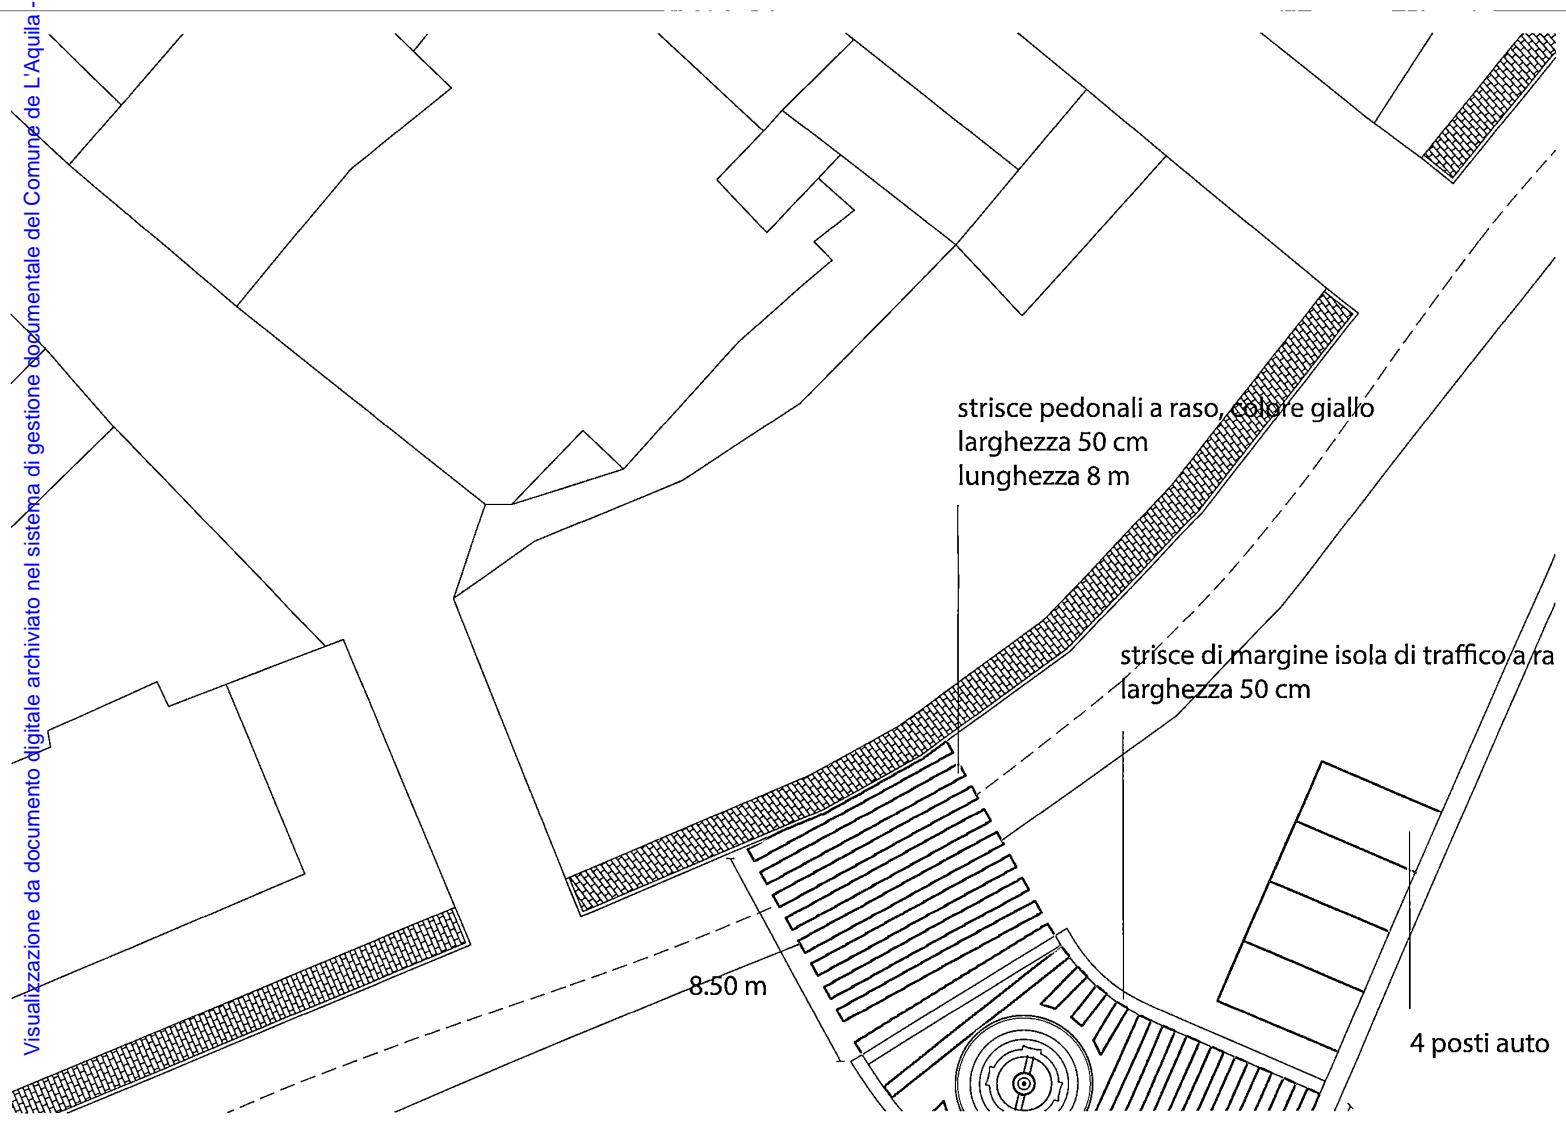 Visualizzazione da documento digitale archiviato nel sistema di gestione documentale del Comune de L'Aquila -
strisce pedonali a raso, colore giallo
larghezza 50 cm
lunghezza 8 m
strisce di margine isola di traffico a ra
larghezza 50 cm
8.50 m
4 posti auto